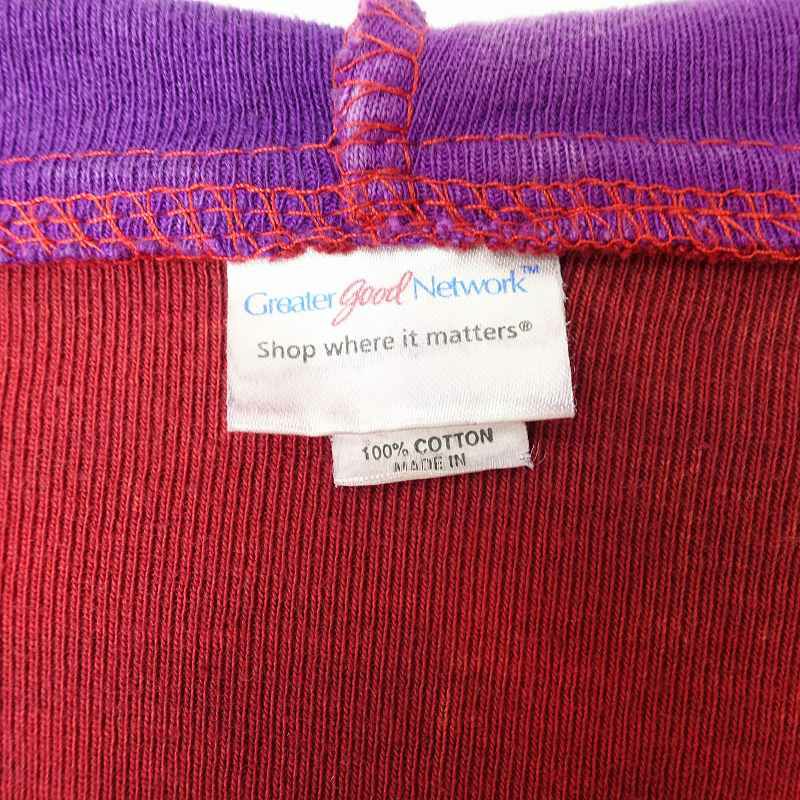 Greater good Network™
Shop where it matters®
100% COTTON
MADE IN